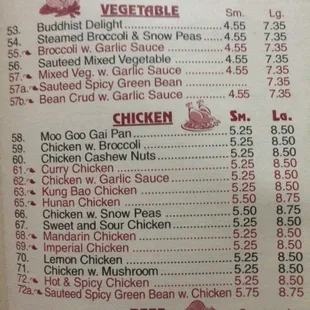 VEGETABLE Sm. Lg.
53. Buddhist Delight 4.55 7.35
54. Steamed Broccoli & Snow Peas 4.55 7.35
55. Broccoli w. Garlic Sauce 4.55 7.35
56. Sauteed Mixed Vegetable 4.55 7.35
57. Mixed Veg. w. Garlic Sauce 4.55 7.35
57a. Sauteed Spicy Green Bean 7.35
57b. Bean Crud w. Garlic Sauce 4.55 7.35
CHICKEN Sm. La.
58. Moo Goo Gai Pan 5.25 8.50
59. Chicken w. Broccoli 5.25 8.50
60. Chicken Cashew Nuts 5.25 8.50
61. Curry Chicken 5.25 8.50
62. Chicken w. Garlic Sauce 5.25 8.50
63. Kung Bao Chicken 5.25 8.50
65. Hunan Chicken 5.50 8.75
66. Chicken w. Snow Peas 5.50 8.75
67. Sweet and Sour Chicken 5.25 8.50
68. Mandarin Chicken 5.25 8.50
69. Imperial Chicken 5.25 8.50
70. Lemon Chicken 5.25 8.50
71. Chicken w. Mushroom 5.25 8.50
72. Hot & Spicy Chicken 5.25 8.50
72a. Sauteed Spicy Green Bean w. Chicken 5.75 8.75